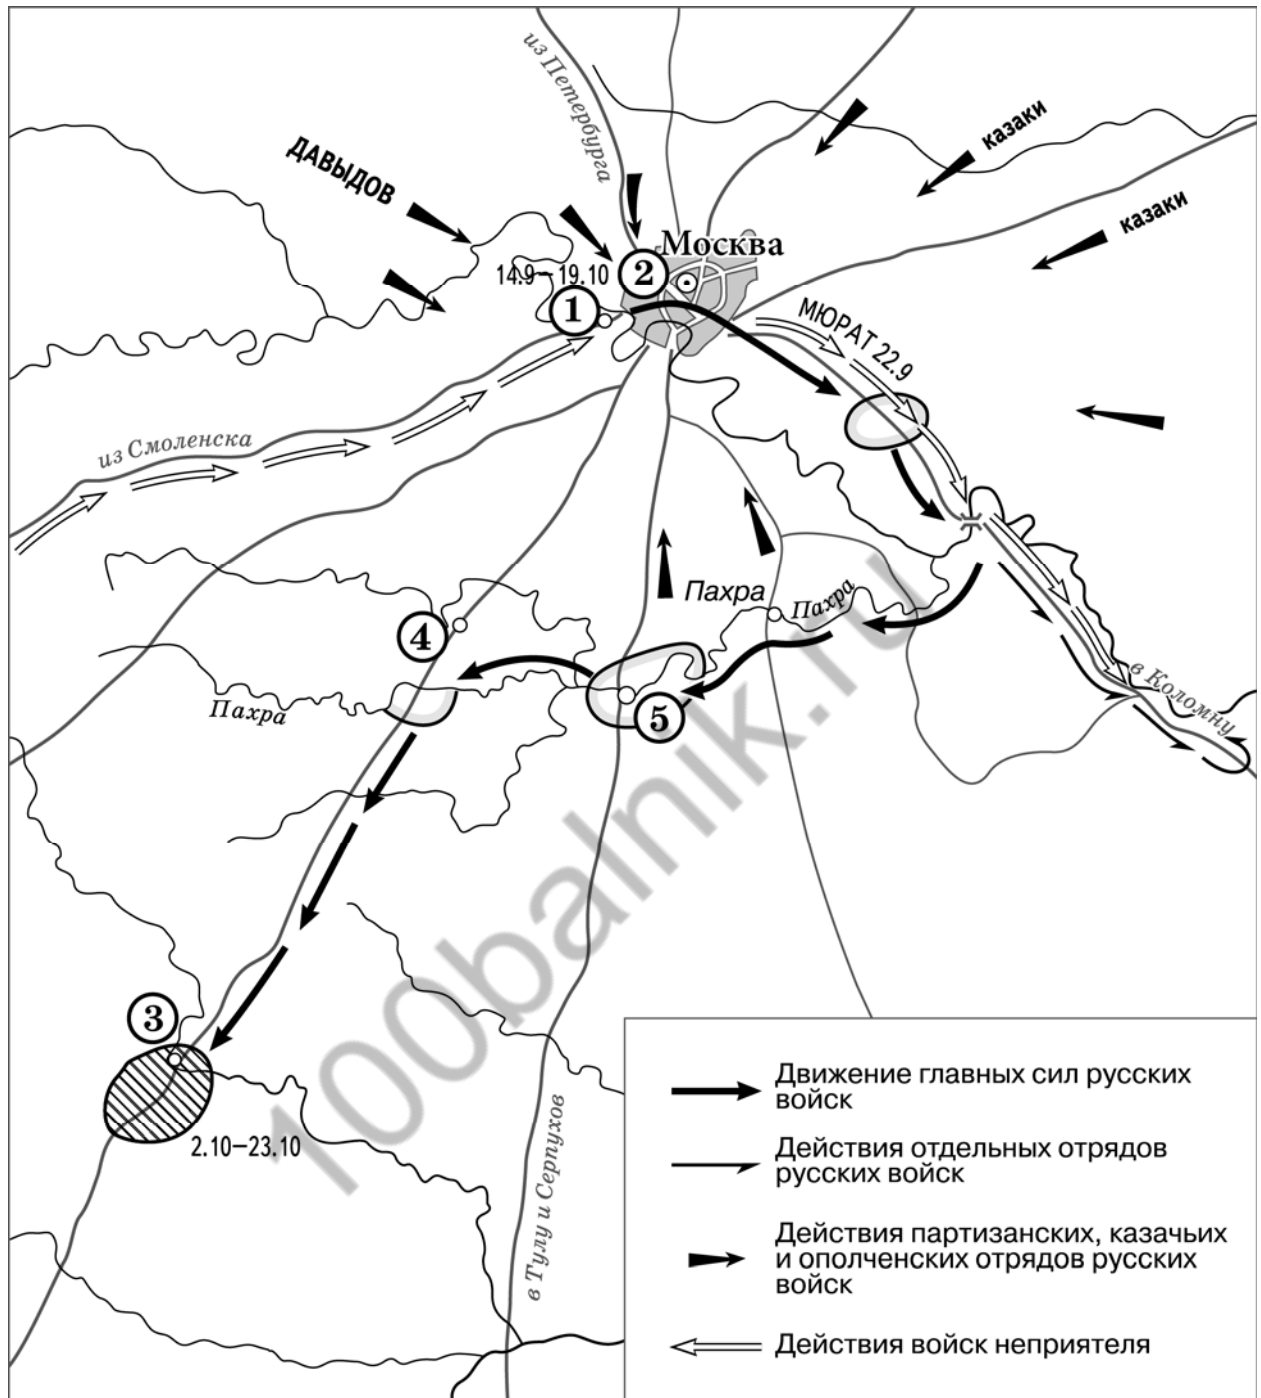 из Петербурга
ДАВЫДОВ
казаки
казаки
Москва
14.9–19.10
2
1
МЮРАТ 22.9
из Смоленска
Пахра
Пахра
4
5
Пахра
в Коломну
3
2.10–23.10
в Тулу и Серпухов
100balnik.ru
Движение главных сил русских
войск
Действия отдельных отрядов
русских войск
Действия партизанских, казачьих
и ополченских отрядов русских
войск
Действия войск неприятеля